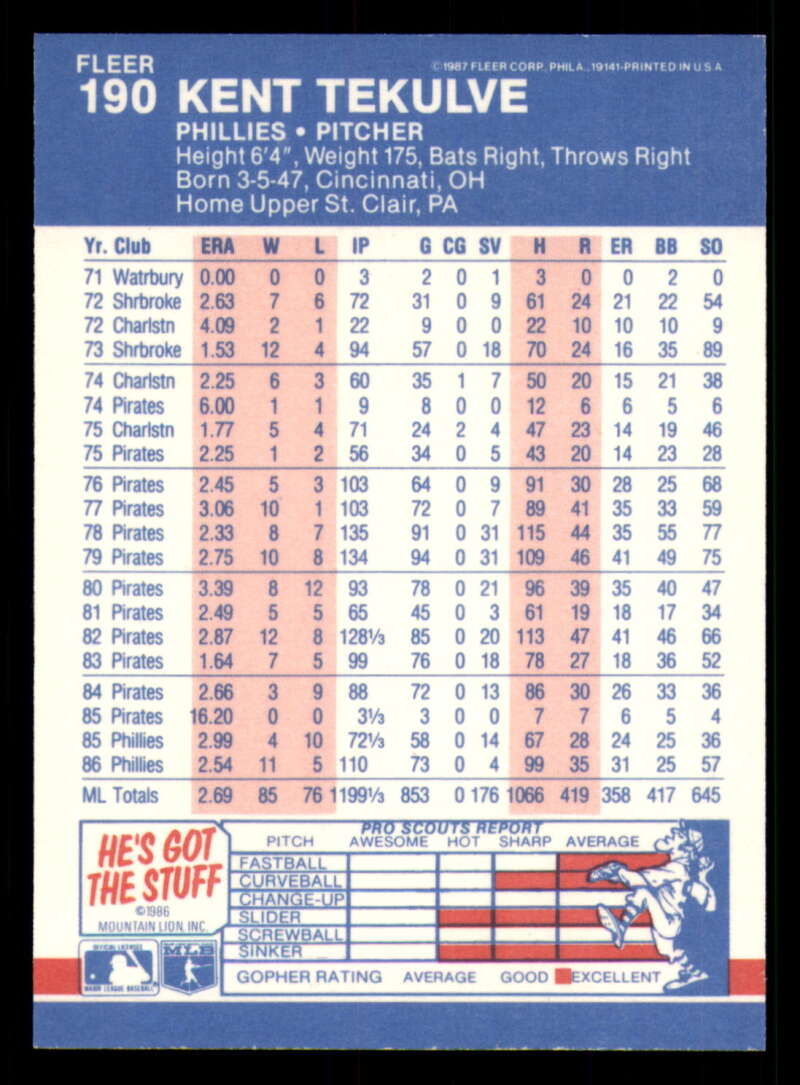 FLEER ©1987 FLEER CORP., PHILA., 19141-PRINTED IN U.S.A.
190 KENT TEKULVE
PHILLIES • PITCHER
Height 6'4", Weight 175, Bats Right, Throws Right
Born 3-5-47, Cincinnati, OH
Home Upper St. Clair, PA
Yr. Club ERA W L IP G CG SV H R ER BB SO
71 Watrbury 0.00 0 0 3 2 0 1 3 0 0 2 0
72 Shrbroke 2.63 7 6 72 31 0 9 61 24 21 22 54
72 Charlstn 4.09 2 1 22 9 0 0 22 10 10 10 9
73 Shrbroke 1.53 12 4 94 57 0 18 70 24 16 35 89
74 Charlstn 2.25 6 3 60 35 1 7 50 20 15 21 38
74 Pirates 6.00 1 1 9 8 0 0 12 6 6 5 6
75 Charlstn 1.77 5 4 71 24 2 4 47 23 14 19 46
75 Pirates 2.25 1 2 56 34 0 5 43 20 14 23 28
76 Pirates 2.45 5 3 103 64 0 9 91 30 28 25 68
77 Pirates 3.06 10 1 103 72 0 7 89 41 35 33 59
78 Pirates 2.33 8 7 135 91 0 31 115 44 35 55 77
79 Pirates 2.75 10 8 134 94 0 31 109 46 41 49 75
80 Pirates 3.39 8 12 93 78 0 21 96 39 35 40 47
81 Pirates 2.49 5 5 65 45 0 3 61 19 18 17 34
82 Pirates 2.87 12 8 128⅓ 85 0 20 113 47 41 46 66
83 Pirates 1.64 7 5 99 76 0 18 78 27 18 36 52
84 Pirates 2.66 3 9 88 72 0 13 86 30 26 33 36
85 Pirates 16.20 0 0 3⅓ 3 0 0 7 7 6 5 4
85 Phillies 2.99 4 10 72⅓ 58 0 14 67 28 24 25 36
86 Phillies 2.54 11 5 110 73 0 4 99 35 31 25 57
ML Totals 2.69 85 76 1199⅓ 853 0 176 1066 419 358 417 645
HE'S GOT
THE STUFF
©1986
MOUNTAIN LION, INC.
OFFICIAL LICENSEE
MAJOR LEAGUE BASEBALL
MLB
PRO SCOUTS REPORT
PITCH AWESOME HOT SHARP AVERAGE
FASTBALL
CURVEBALL
CHANGE-UP
SLIDER
SCREWBALL
SINKER
GOPHER RATING AVERAGE GOOD EXCELLENT